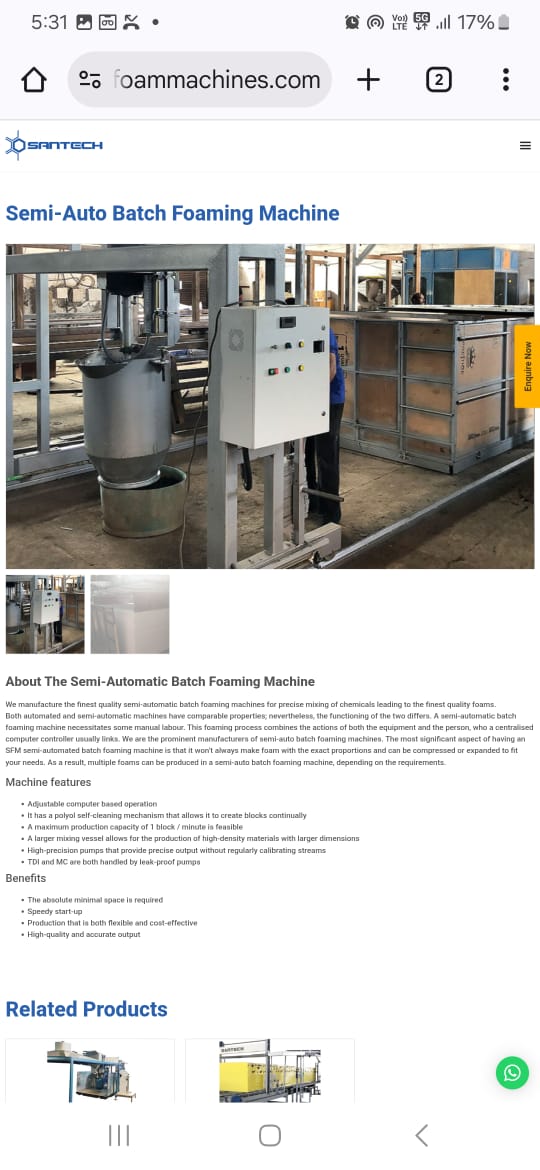 5:31
Vo)) LTE
5G
17%
foammachines.com
2
SANTECH
Semi-Auto Batch Foaming Machine
Enquire Now
About The Semi-Automatic Batch Foaming Machine
We manufacture the finest quality semi-automatic batch foaming machines for precise mixing of chemicals leading to the finest quality foams.
Both automated and semi-automatic machines have comparable properties; nevertheless, the functioning of the two differs. A semi-automatic batch
foaming machine necessitates some manual labour. This foaming process combines the actions of both the equipment and the person, who a centralised
computer controller usually links. We are the prominent manufacturers of semi-auto batch foaming machines. The most significant aspect of having an
SFM semi-automated batch foaming machine is that it won't always make foam with the exact proportions and can be compressed or expanded to fit
your needs. As a result, multiple foams can be produced in a semi-auto batch foaming machine, depending on the requirements.
Machine features
• Adjustable computer based operation
• It has a polyol self-cleaning mechanism that allows it to create blocks continually
• A maximum production capacity of 1 block / minute is feasible
• A larger mixing vessel allows for the production of high-density materials with larger dimensions
• High-precision pumps that provide precise output without regularly calibrating streams
• TDI and MC are both handled by leak-proof pumps
Benefits
• The absolute minimal space is required
• Speedy start-up
• Production that is both flexible and cost-effective
• High-quality and accurate output
Related Products
SANTECH